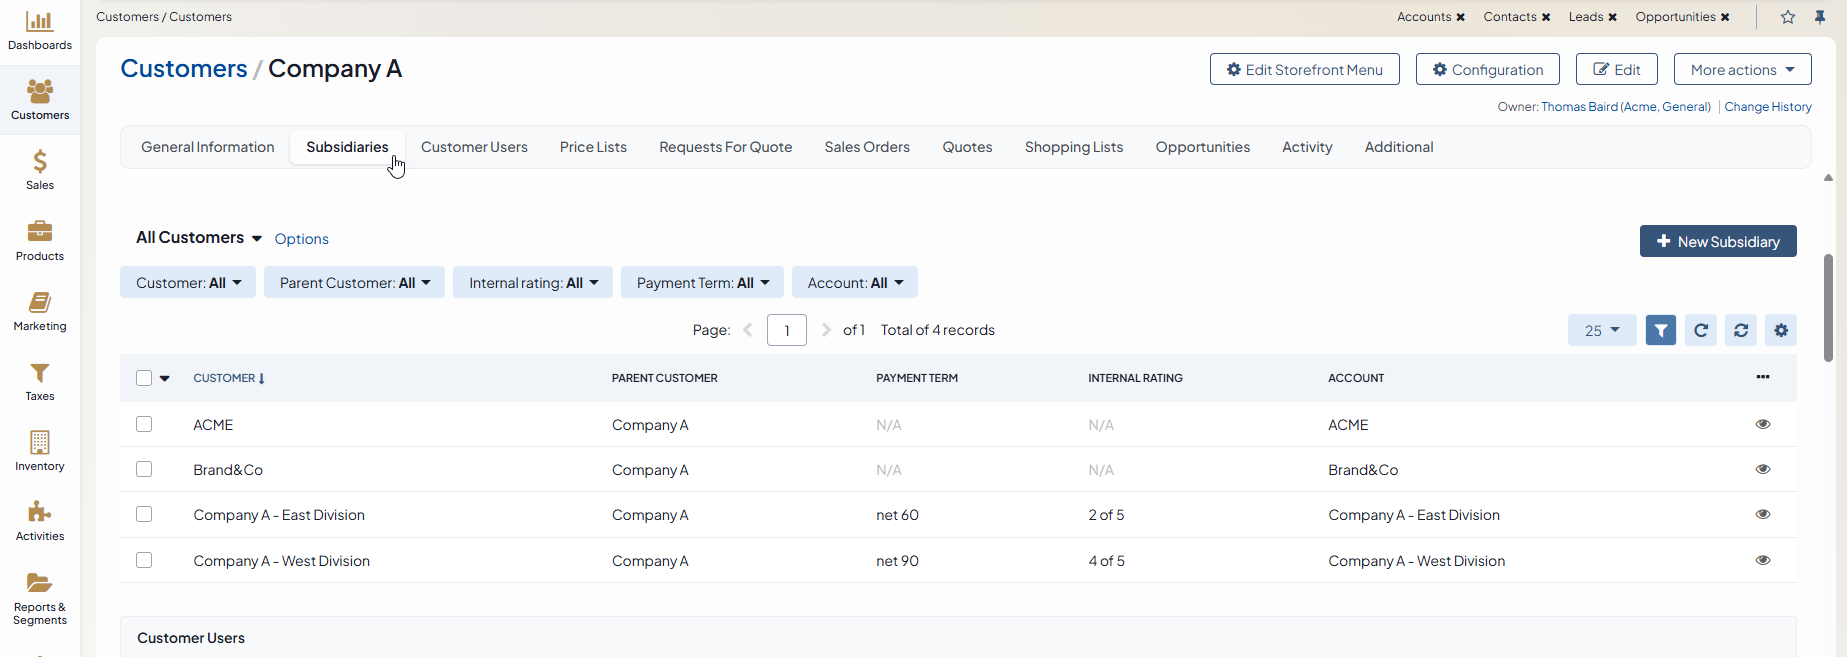 Dashboards
Customers
Sales
Products
Marketing
Taxes
Inventory
Activities
Reports &
Segments
Customers / Customers
Accounts ✖ Contacts ✖ Leads ✖ Opportunities ✖
Customers / Company A
Edit Storefront Menu Configuration Edit More actions
Owner: Thomas Baird (Acme, General) | Change History
General Information Subsidiaries Customer Users Price Lists Requests For Quote Sales Orders Quotes Shopping Lists Opportunities Activity Additional
All Customers Options
+ New Subsidiary
Customer: All Parent Customer: All Internal rating: All Payment Term: All Account: All
Page: 1 of 1 Total of 4 records
25
CUSTOMER PARENT CUSTOMER PAYMENT TERM INTERNAL RATING ACCOUNT
ACME Company A N/A N/A ACME
Brand&Co Company A N/A N/A Brand&Co
Company A - East Division Company A net 60 2 of 5 Company A - East Division
Company A - West Division Company A net 90 4 of 5 Company A - West Division
Customer Users